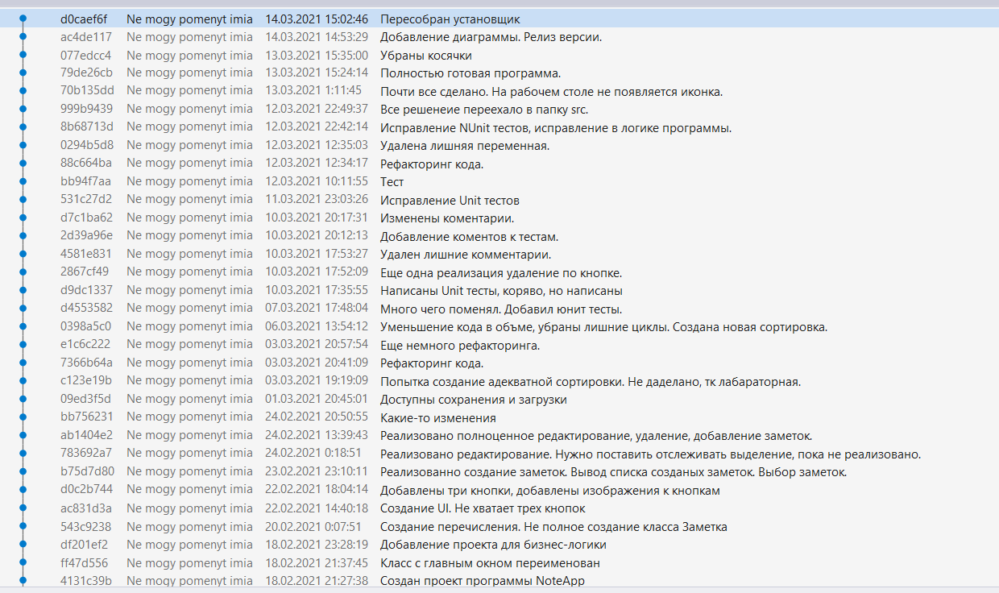 d0caef6f Ne mogy pomenyt imia 14.03.2021 15:02:46 Пересобран установщик
ac4de117 Ne mogy pomenyt imia 14.03.2021 14:53:29 Добавление диаграммы. Релиз версии.
077edcc4 Ne mogy pomenyt imia 13.03.2021 15:35:00 Убраны косячки
79de26cb Ne mogy pomenyt imia 13.03.2021 15:24:14 Полностью готовая программа.
70b135dd Ne mogy pomenyt imia 13.03.2021 1:11:45 Почти все сделано. На рабочем столе не появляется иконка.
999b9439 Ne mogy pomenyt imia 12.03.2021 22:49:37 Все решенеие переехало в папку src.
8b68713d Ne mogy pomenyt imia 12.03.2021 22:42:14 Исправление NUnit тестов, исправление в логике программы.
0294b5d8 Ne mogy pomenyt imia 12.03.2021 12:35:03 Удалена лишняя переменная.
88c664ba Ne mogy pomenyt imia 12.03.2021 12:34:17 Рефакторинг кода.
bb94f7aa Ne mogy pomenyt imia 12.03.2021 10:11:55 Тест
531c27d2 Ne mogy pomenyt imia 11.03.2021 23:03:26 Исправление Unit тестов
d7c1ba62 Ne mogy pomenyt imia 10.03.2021 20:17:31 Изменены коментарии.
2d39a96e Ne mogy pomenyt imia 10.03.2021 20:12:13 Добавление коментов к тестам.
4581e831 Ne mogy pomenyt imia 10.03.2021 17:53:27 Удален лишние комментарии.
2867cf49 Ne mogy pomenyt imia 10.03.2021 17:52:09 Еще одна реализация удаление по кнопке.
d9dc1337 Ne mogy pomenyt imia 10.03.2021 17:35:55 Написаны Unit тесты, коряво, но написаны
d4553582 Ne mogy pomenyt imia 07.03.2021 17:48:04 Много чего поменял. Добавил юнит тесты.
0398a5c0 Ne mogy pomenyt imia 06.03.2021 13:54:12 Уменьшение кода в объме, убраны лишние циклы. Создана новая сортировка.
e1c6c222 Ne mogy pomenyt imia 03.03.2021 20:57:54 Еще немного рефакторинга.
7366b64a Ne mogy pomenyt imia 03.03.2021 20:41:09 Рефакторинг кода.
c123e19b Ne mogy pomenyt imia 03.03.2021 19:19:09 Попытка создание адекватной сортировки. Не даделано, тк лабараторная.
09ed3f5d Ne mogy pomenyt imia 01.03.2021 20:45:01 Доступны сохранения и загрузки
bb756231 Ne mogy pomenyt imia 24.02.2021 20:50:55 Какие-то изменения
ab1404e2 Ne mogy pomenyt imia 24.02.2021 13:39:43 Реализовано полноценное редактирование, удаление, добавление заметок.
783692a7 Ne mogy pomenyt imia 24.02.2021 0:18:51 Реализовано редактирование. Нужно поставить отслеживать выделение, пока не реализовано.
b75d7d80 Ne mogy pomenyt imia 23.02.2021 23:10:11 Реализованно создание заметок. Вывод списка созданых заметок. Выбор заметок.
d0c2b744 Ne mogy pomenyt imia 22.02.2021 18:04:14 Добавлены три кнопки, добавлены изображения к кнопкам
ac831d3a Ne mogy pomenyt imia 22.02.2021 14:40:18 Создание UI. Не хватает трех кнопок
543c9238 Ne mogy pomenyt imia 20.02.2021 0:07:51 Создание перечисления. Не полное создание класса Заметка
df201ef2 Ne mogy pomenyt imia 18.02.2021 23:28:19 Добавление проекта для бизнес-логики
ff47d556 Ne mogy pomenyt imia 18.02.2021 21:37:45 Класс с главным окном переименован
4131c39b Ne mogy pomenyt imia 18.02.2021 21:27:38 Создан проект программы NoteApp